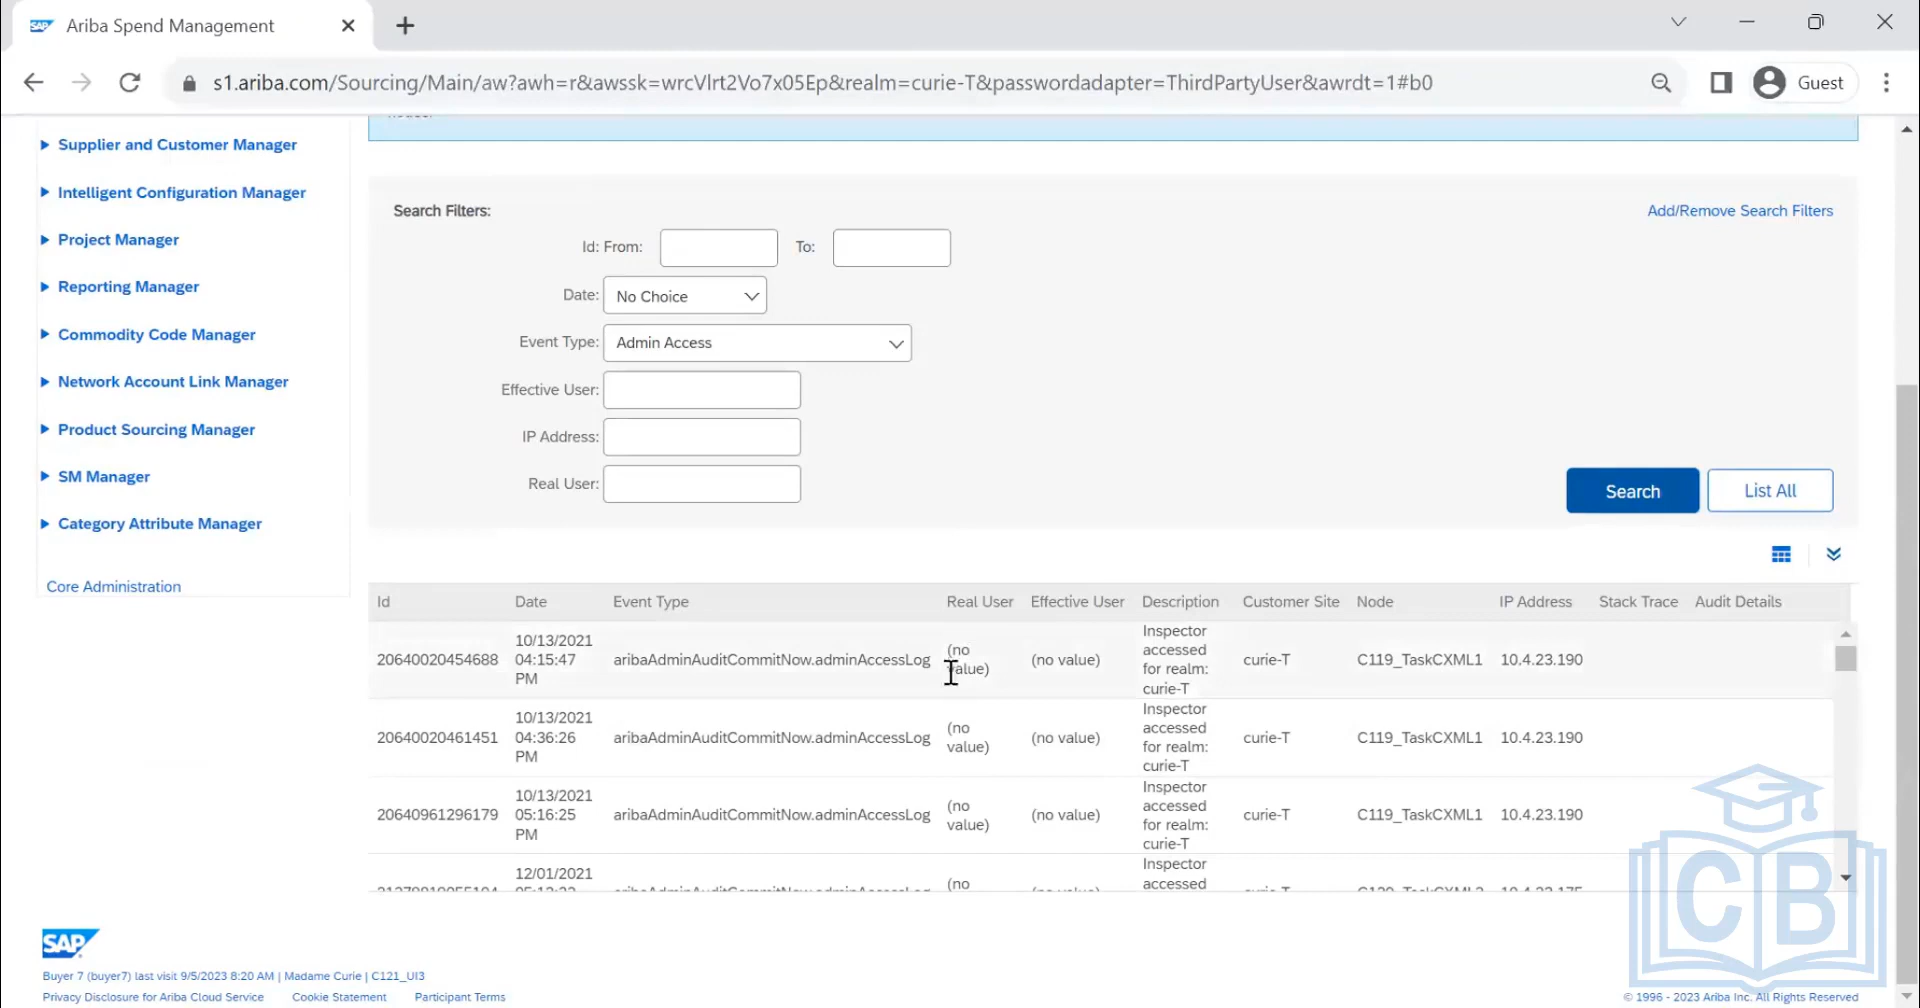 SAP Ariba Spend Management
s1.ariba.com/Sourcing/Main/aw?awh=r&awssk=wrcVlrt2Vo7x05Ep&realm=curie-T&passwordadapter=ThirdPartyUser&awrdt=1#b0
Guest
Supplier and Customer Manager
Intelligent Configuration Manager
Project Manager
Reporting Manager
Commodity Code Manager
Network Account Link Manager
Product Sourcing Manager
SM Manager
Category Attribute Manager
Core Administration
Search Filters:
Add/Remove Search Filters
Id: From: To:
Date: No Choice
Event Type: Admin Access
Effective User:
IP Address:
Real User:
Search List All
Id Date Event Type Real User Effective User Description Customer Site Node IP Address Stack Trace Audit Details
20640020454688 10/13/2021 04:15:47 PM aribaAdminAuditCommitNow.adminAccessLog (no value) (no value) Inspector accessed for realm: curie-T curie-T C119_TaskCXML1 10.4.23.190
20640020461451 10/13/2021 04:36:26 PM aribaAdminAuditCommitNow.adminAccessLog (no value) (no value) Inspector accessed for realm: curie-T curie-T C119_TaskCXML1 10.4.23.190
20640961296179 10/13/2021 05:16:25 PM aribaAdminAuditCommitNow.adminAccessLog (no value) (no value) Inspector accessed for realm: curie-T curie-T C119_TaskCXML1 10.4.23.190
12/01/2021 (no Inspector accessed
SAP
Buyer 7 (buyer7) last visit 9/5/2023 8:20 AM | Madame Curie | C121_UI3
Privacy Disclosure for Ariba Cloud Service Cookie Statement Participant Terms
© 1996 - 2023 Ariba Inc. All Rights Reserved
CB